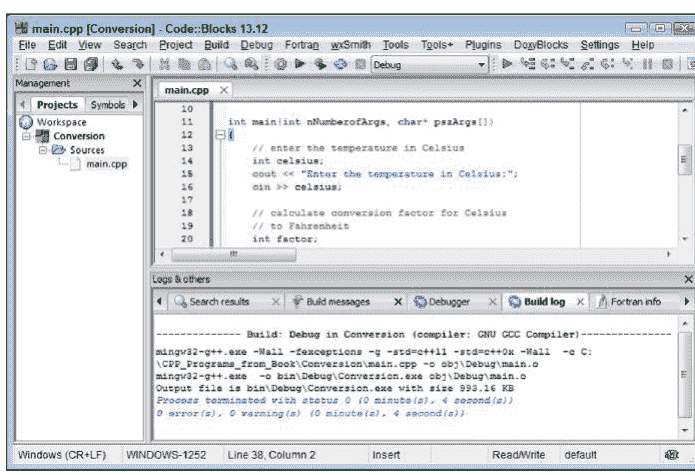 main.cpp [Conversion] - Code::Blocks 13.12
File Edit View Search Project Build Debug Fortran wxSmith Tools Tools+ Plugins DoxyBlocks Settings Help
Debug
Management
main.cpp
Projects Symbols
Workspace
Conversion
Sources
main.cpp
10
11 int main(int nNumberofArgs, char* pszArgs[])
12 {
13 // enter the temperature in Celsius
14 int celsius;
15 cout << "Enter the temperature in Celsius:";
16 cin >> celsius;
17
18 // calculate conversion factor for Celsius
19 // to Fahrenheit
20 int factor;
Logs & others
Search results Build messages Debugger Build log Fortran info
-------------- Build: Debug in Conversion (compiler: GNU GCC Compiler)---------------
mingw32-g++.exe -Wall -fexceptions -g -std=c++11 -std=c++0x -Wall -c C:
\CPP_Programs_from_Book\Conversion\main.cpp -o obj\Debug\main.o
mingw32-g++.exe -o bin\Debug\Conversion.exe obj\Debug\main.o
Output file is bin\Debug\Conversion.exe with size 993.16 KB
Process terminated with status 0 (0 minute(s), 4 second(s))
0 error(s), 0 warning(s) (0 minute(s), 4 second(s))
Windows (CR+LF) WINDOWS-1252 Line 38, Column 2 Insert Read/Write default